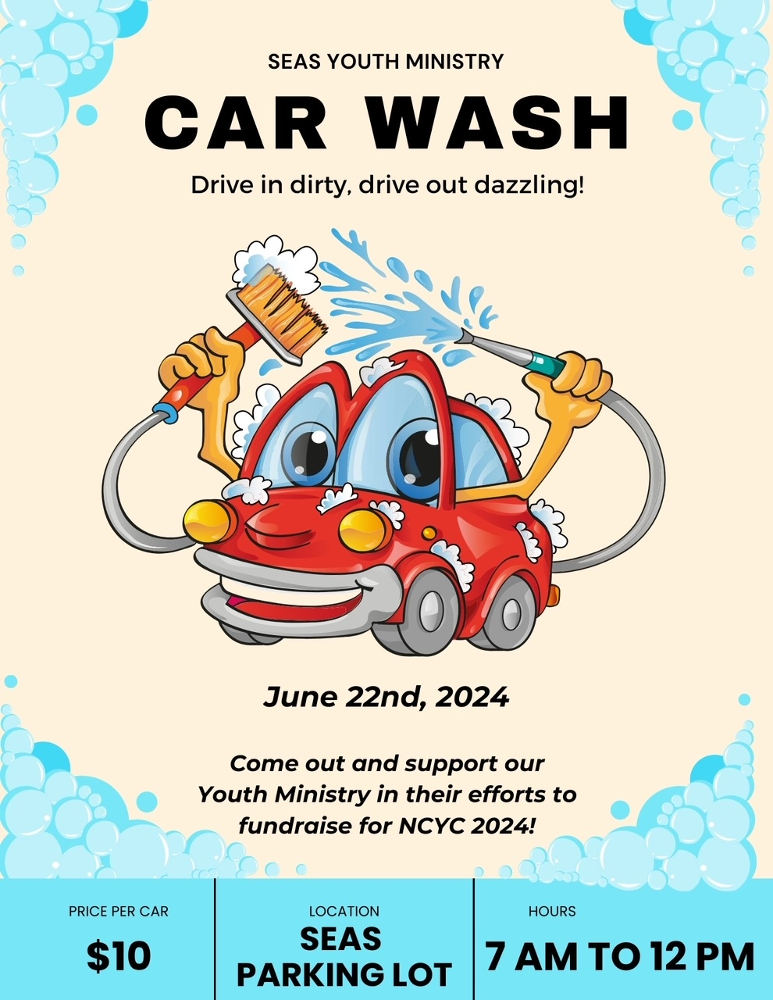 SEAS YOUTH MINISTRY
CAR WASH
Drive in dirty, drive out dazzling!
June 22nd, 2024
Come out and support our
Youth Ministry in their efforts to
fundraise for NCYC 2024!
PRICE PER CAR
$10
LOCATION
SEAS
PARKING LOT
HOURS
7 AM TO 12 PM